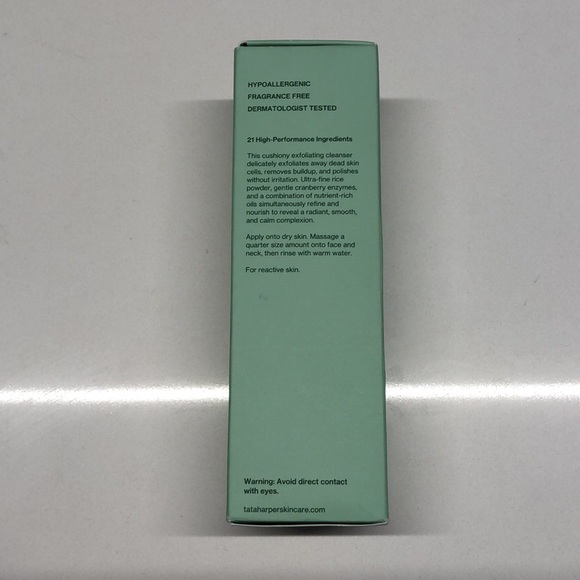 HYPOALLERGENIC
FRAGRANCE FREE
DERMATOLOGIST TESTED
21 High-Performance Ingredients
This cushiony exfoliating cleanser
delicately exfoliates away dead skin
cells, removes buildup, and polishes
without irritation. Ultra-fine rice
powder, gentle cranberry enzymes,
and a combination of nutrient-rich
oils simultaneously refine and
nourish to reveal a radiant, smooth,
and calm complexion.
Apply onto dry skin. Massage a
quarter size amount onto face and
neck, then rinse with warm water.
For reactive skin.
Warning: Avoid direct contact
with eyes.
tataharperskincare.com